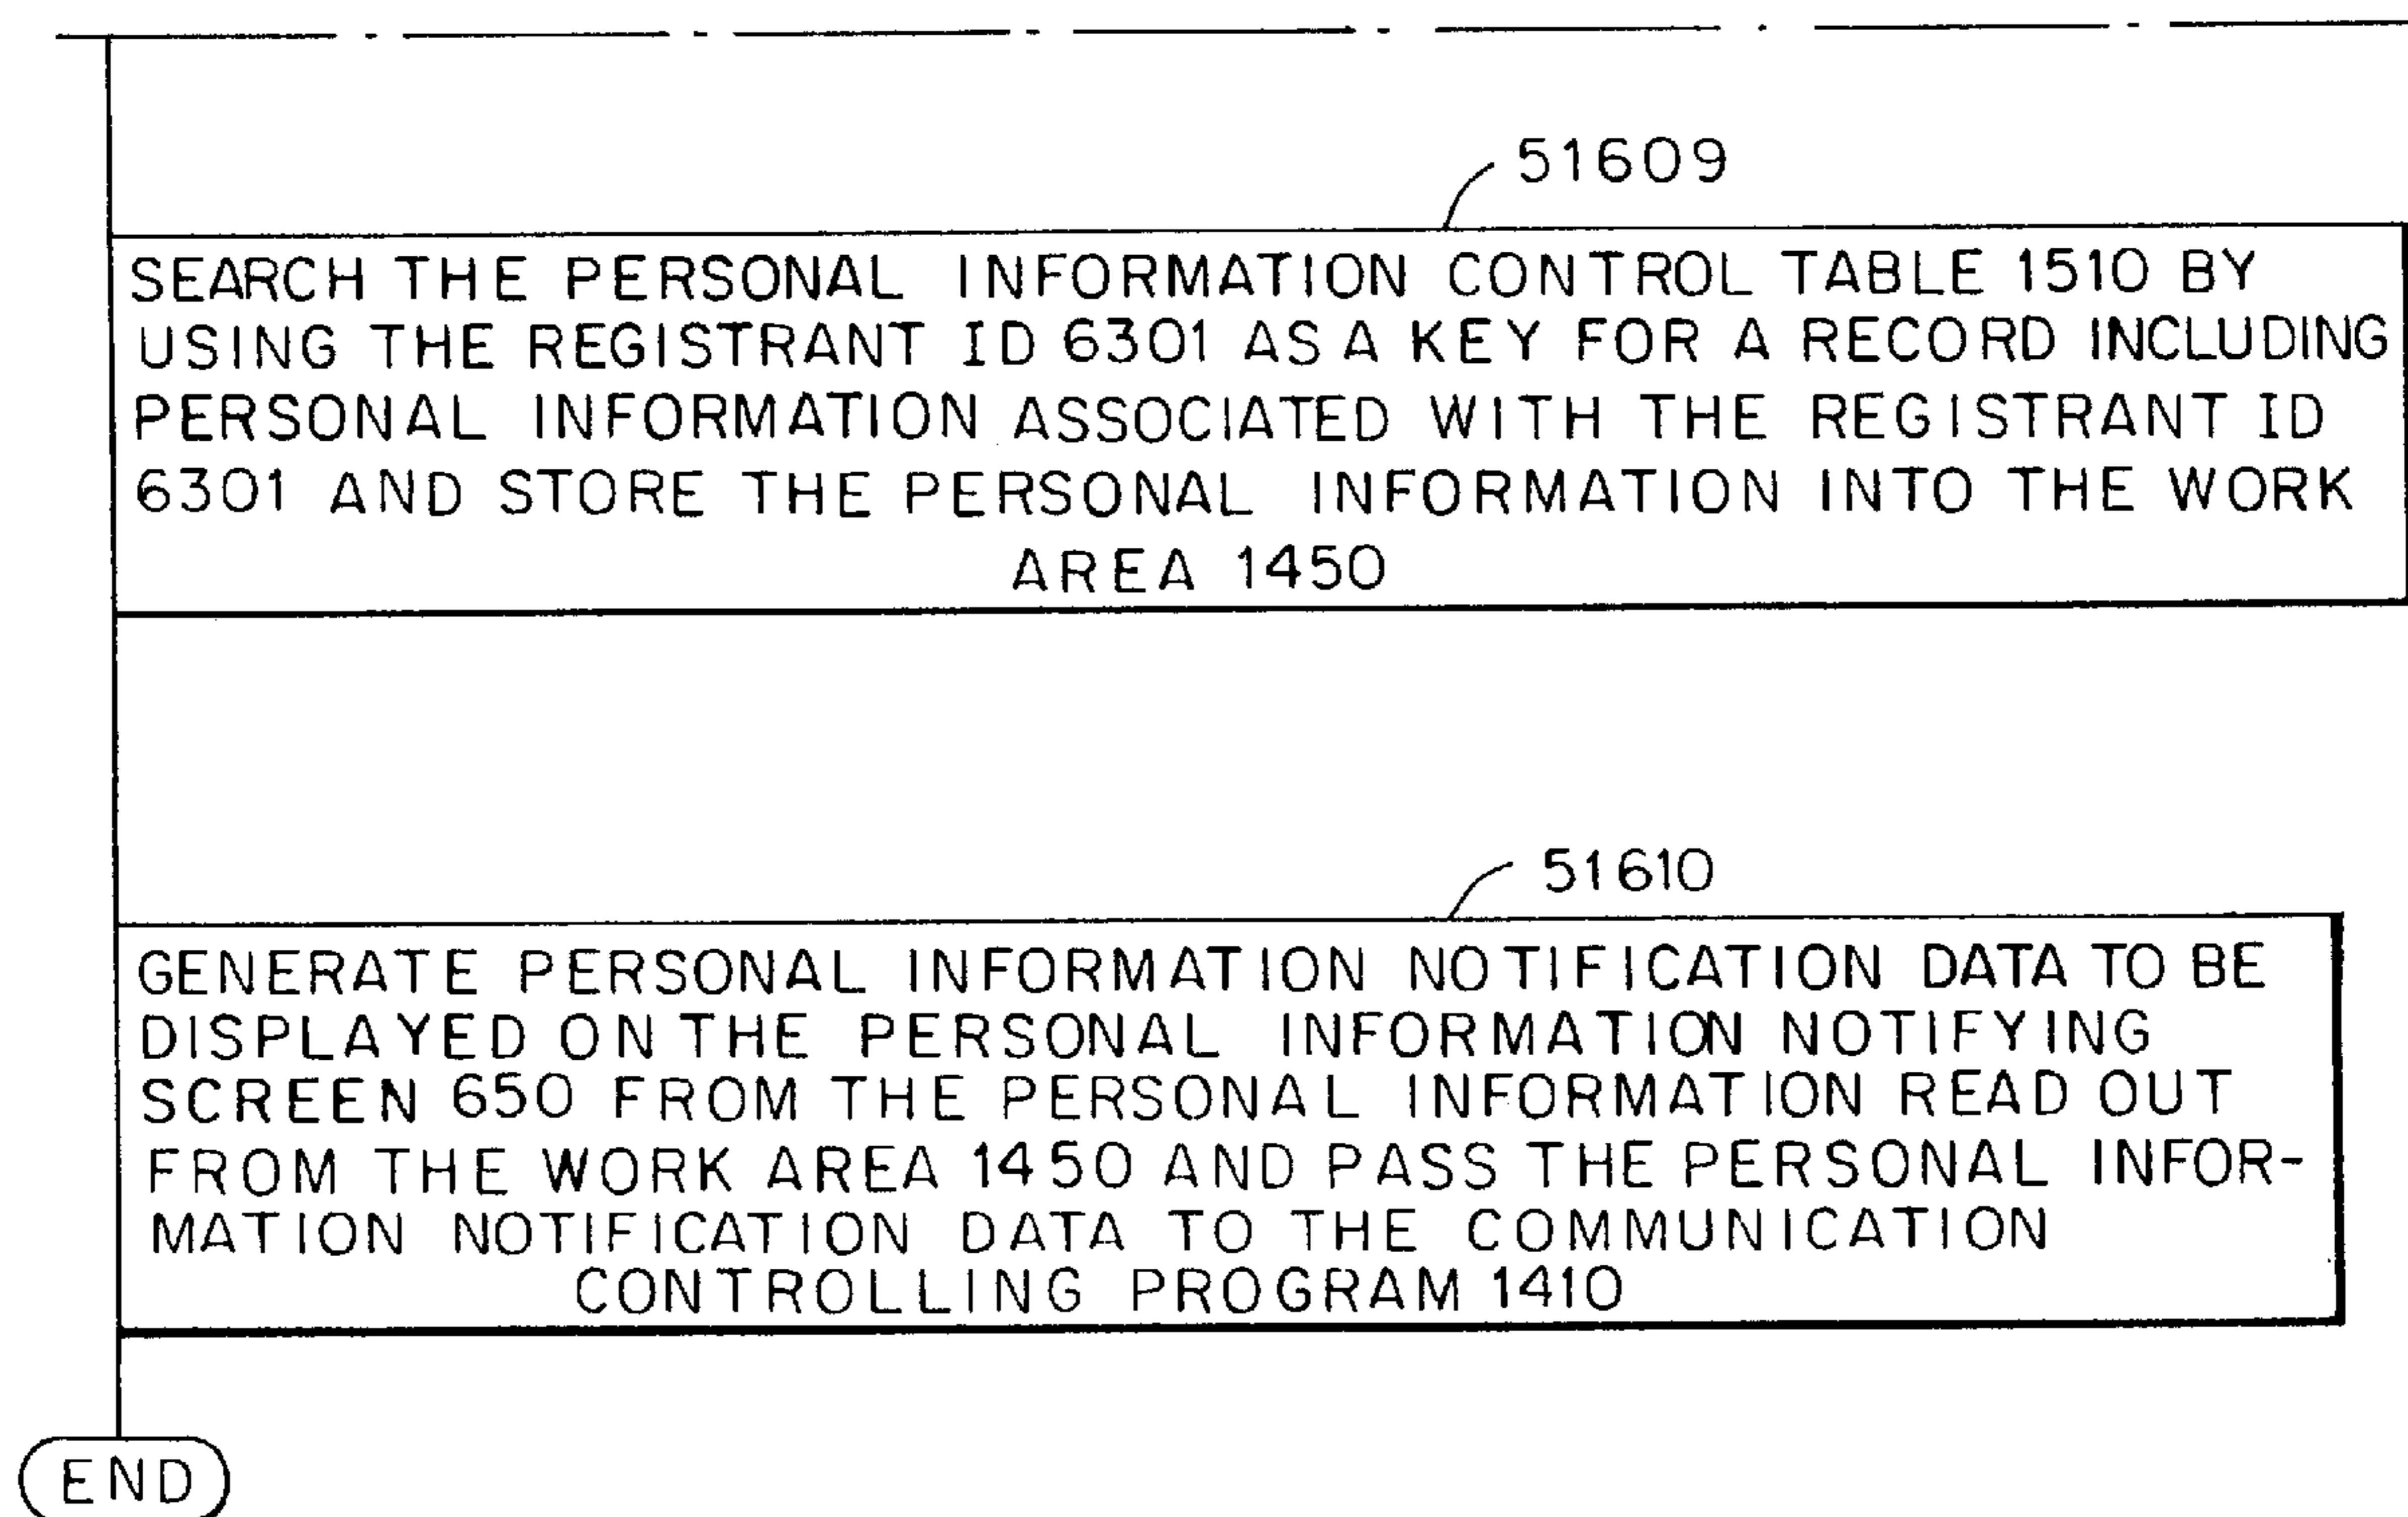 51609
SEARCH THE PERSONAL INFORMATION CONTROL TABLE 1510 BY
USING THE REGISTRANT ID 6301 AS A KEY FOR A RECORD INCLUDING
PERSONAL INFORMATION ASSOCIATED WITH THE REGISTRANT ID
6301 AND STORE THE PERSONAL INFORMATION INTO THE WORK
AREA 1450
51610
GENERATE PERSONAL INFORMATION NOTIFICATION DATA TO BE
DISPLAYED ON THE PERSONAL INFORMATION NOTIFYING
SCREEN 650 FROM THE PERSONAL INFORMATION READ OUT
FROM THE WORK AREA 1450 AND PASS THE PERSONAL INFOR-
MATION NOTIFICATION DATA TO THE COMMUNICATION
CONTROLLING PROGRAM 1410
END